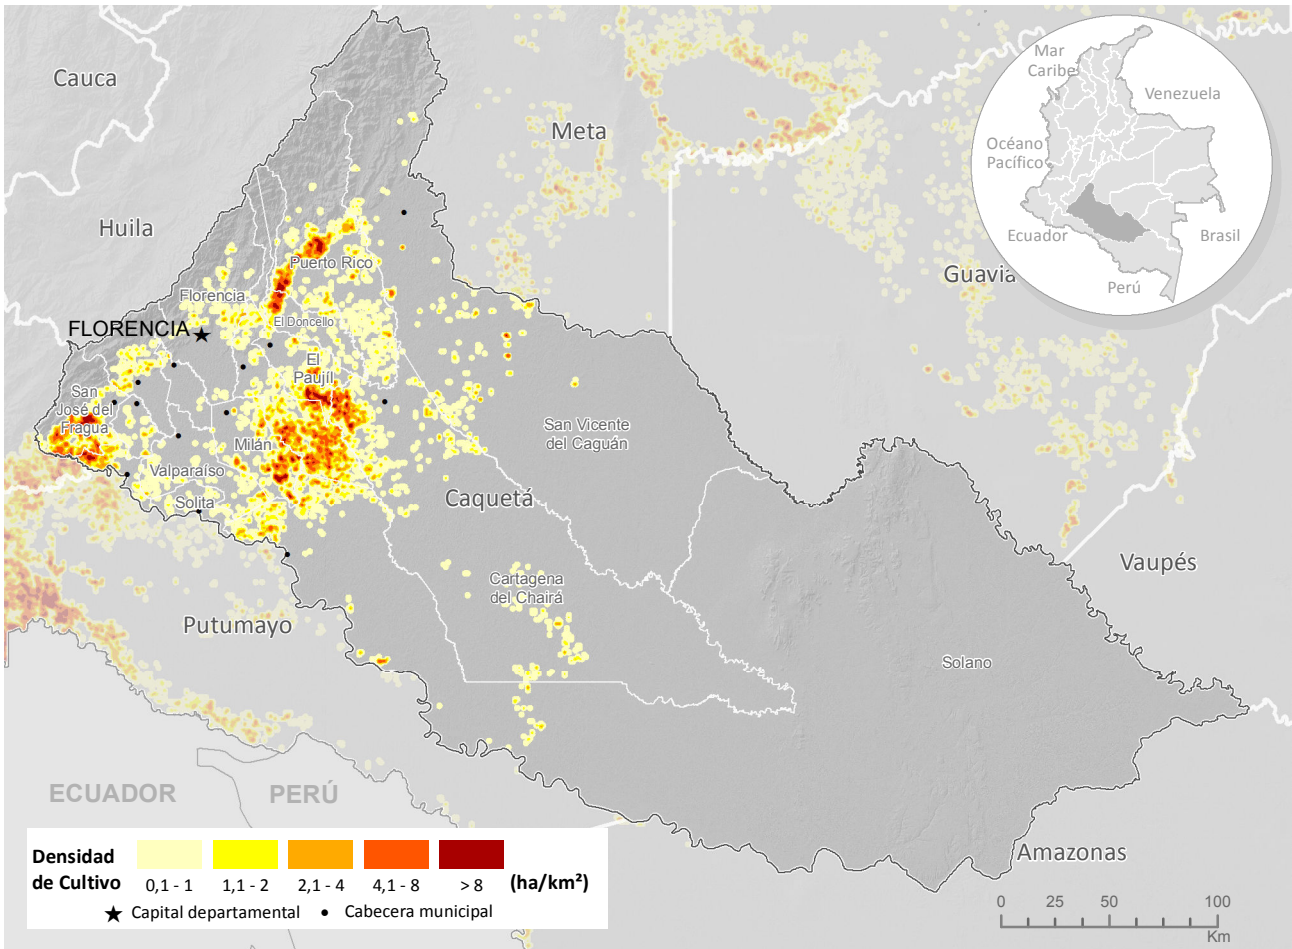 Cauca
Meta
Huila
Mar
Caribe
Venezuela
Océano
Pacífico
Ecuador
Brasil
Perú
Guavia
Puerto Rico
Florencia
FLORENCIA
El Doncello
El
Paujíl
San
José del
Fragua
Milán
San Vicente
del Caguán
Valparaíso
Solita
Caquetá
Cartagena
del Chairá
Vaupés
Putumayo
Solano
ECUADOR
PERÚ
Amazonas
Densidad
de Cultivo
0,1 - 1
1,1 - 2
2,1 - 4
4,1 - 8
> 8
(ha/km²)
Capital departamental
Cabecera municipal
0 25 50 100
Km